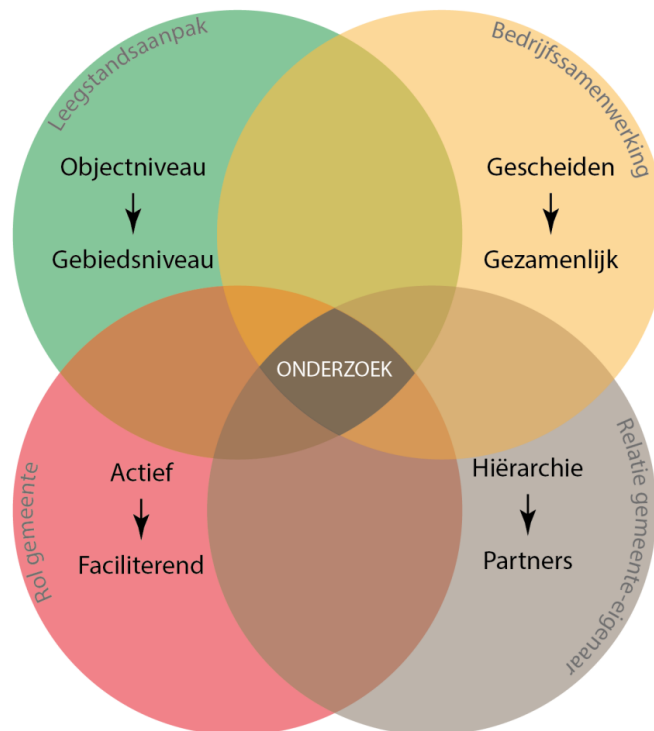 Leegstandsaanpak
Objectniveau
Gebiedsniveau
Bedrijfssamenwerking
Gescheiden
Gezamenlijk
ONDERZOEK
Rol gemeente
Actief
Faciliterend
Relatie gemeente-eigenaar
Hiërarchie
Partners